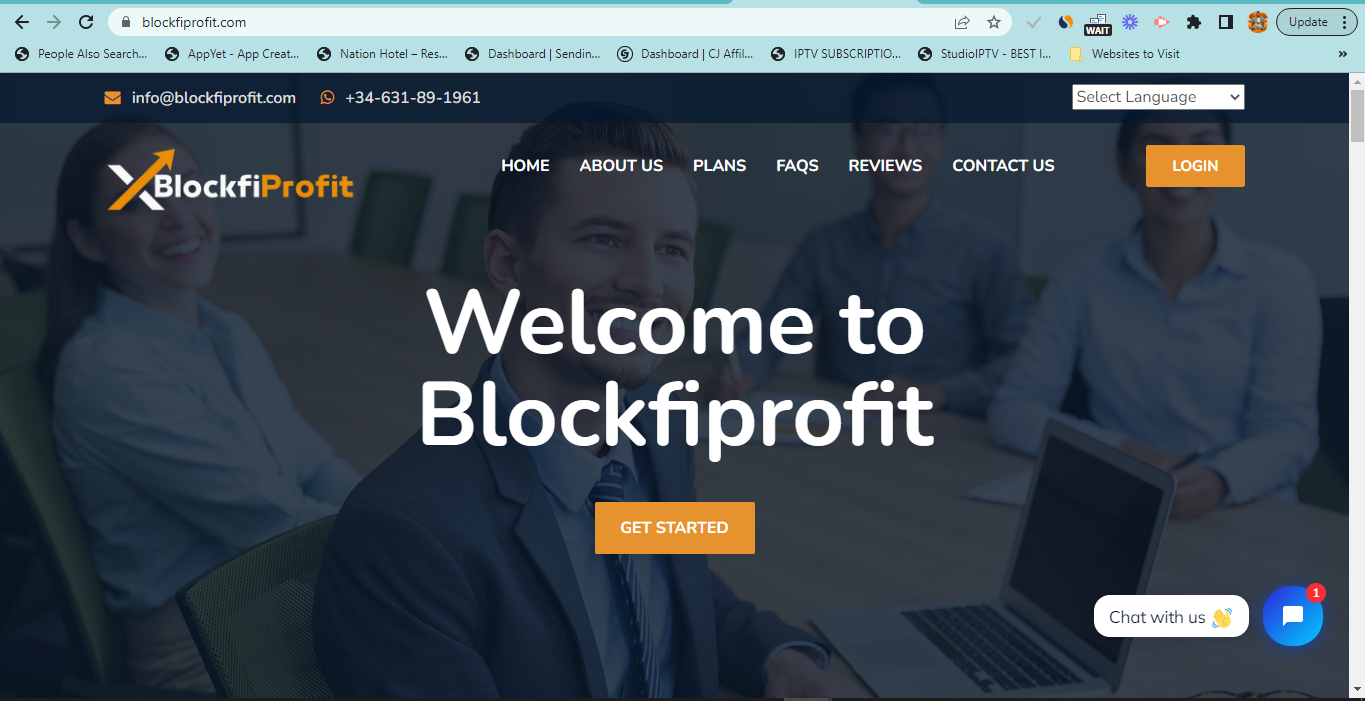 blockfiprofit.com
Update
WAIT
People Also Search...
AppYet - App Creat...
Nation Hotel – Res...
Dashboard | Sendin...
Dashboard | CJ Affil...
IPTV SUBSCRIPTIO...
StudioIPTV - BEST I...
Websites to Visit
»
info@blockfiprofit.com
+34-631-89-1961
Select Language
XBlockfiProfit
HOME
ABOUT US
PLANS
FAQS
REVIEWS
CONTACT US
LOGIN
Welcome to
Blockfiprofit
GET STARTED
Chat with us 👋
1